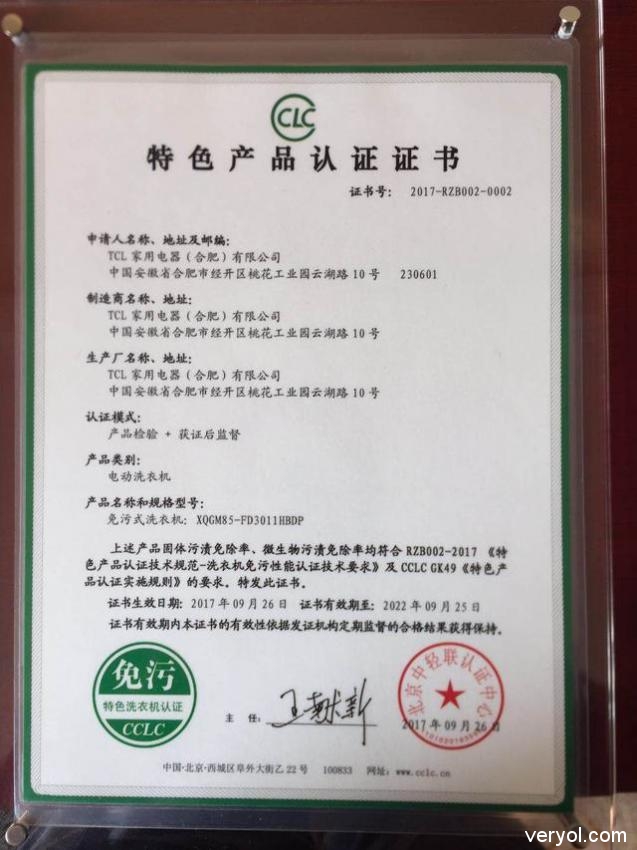 CLC
特色产品认证证书
证书号： 2017-RZB002-0002
申请人名称、地址及邮编：
TCL 家用电器（合肥）有限公司
中国安徽省合肥市经开区桃花工业园云湖路 10 号 230601
制造商名称、地址：
TCL 家用电器（合肥）有限公司
中国安徽省合肥市经开区桃花工业园云湖路 10 号
生产厂名称、地址：
TCL 家用电器（合肥）有限公司
中国安徽省合肥市经开区桃花工业园云湖路 10 号
认证模式：
产品检验 + 获证后监督
产品类别：
电动洗衣机
产品名称和规格型号：
免污式洗衣机：XQGM85-FD3011HBDP
上述产品固体污渍免除率、微生物污渍免除率均符合 RZB002-2017 《特
色产品认证技术规范-洗衣机免污性能认证技术要求》及 CCLC GK49《特色产
品认证实施规则》的要求。特发此证书。
证书生效日期：2017 年 09 月 26 日 证书有效期至：2022 年 09 月 25 日
证书有效期内本证书的有效性依据发证机构定期监督的合格结果获得保持。
免污
特色洗衣机认证
CCLC
主 任：
北京中轻联认证中心
2017 年 09 月 26 日
中国·北京·西城区阜外大街乙 22 号 100833 网址：www.cclc.cn
veryol.com